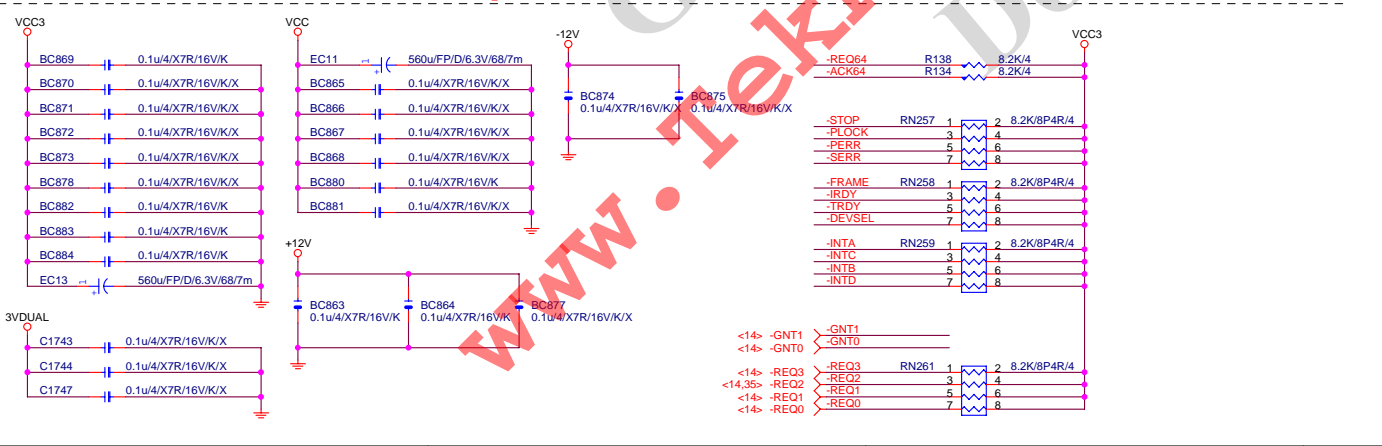 VCC3
BC869 0.1u/4/X7R/16V/K
BC870 0.1u/4/X7R/16V/K/X
BC871 0.1u/4/X7R/16V/K/X
BC872 0.1u/4/X7R/16V/K/X
BC873 0.1u/4/X7R/16V/K/X
BC878 0.1u/4/X7R/16V/K/X
BC882 0.1u/4/X7R/16V/K
BC883 0.1u/4/X7R/16V/K
BC884 0.1u/4/X7R/16V/K
EC13 1 + 560u/FP/D/6.3V/68/7m
3VDUAL
C1743 0.1u/4/X7R/16V/K/X
C1744 0.1u/4/X7R/16V/K/X
C1747 0.1u/4/X7R/16V/K/X
VCC
EC11 1 + 560u/FP/D/6.3V/68/7m
BC865 0.1u/4/X7R/16V/K/X
BC866 0.1u/4/X7R/16V/K/X
BC867 0.1u/4/X7R/16V/K/X
BC868 0.1u/4/X7R/16V/K/X
BC880 0.1u/4/X7R/16V/K
BC881 0.1u/4/X7R/16V/K/X
+12V
BC863
0.1u/4/X7R/16V/K
BC864
0.1u/4/X7R/16V/K
BC877
0.1u/4/X7R/16V/K/X
-12V
BC874
0.1u/4/X7R/16V/K/X
BC875
0.1u/4/X7R/16V/K/X
www.Tek
VCC3
-REQ64 R138 8.2K/4
-ACK64 R134 8.2K/4
-STOP RN257 1 2 8.2K/8P4R/4
-PLOCK 3 4
-PERR 5 6
-SERR 7 8
-FRAME RN258 1 2 8.2K/8P4R/4
-IRDY 3 4
-TRDY 5 6
-DEVSEL 7 8
-INTA RN259 1 2 8.2K/8P4R/4
-INTC 3 4
-INTB 5 6
-INTD 7 8
<14> -GNT1 -GNT1
<14> -GNT0 -GNT0
<14> -REQ3 -REQ3 RN261 1 2 8.2K/8P4R/4
<14,35> -REQ2 -REQ2 3 4
<14> -REQ1 -REQ1 5 6
<14> -REQ0 -REQ0 7 8